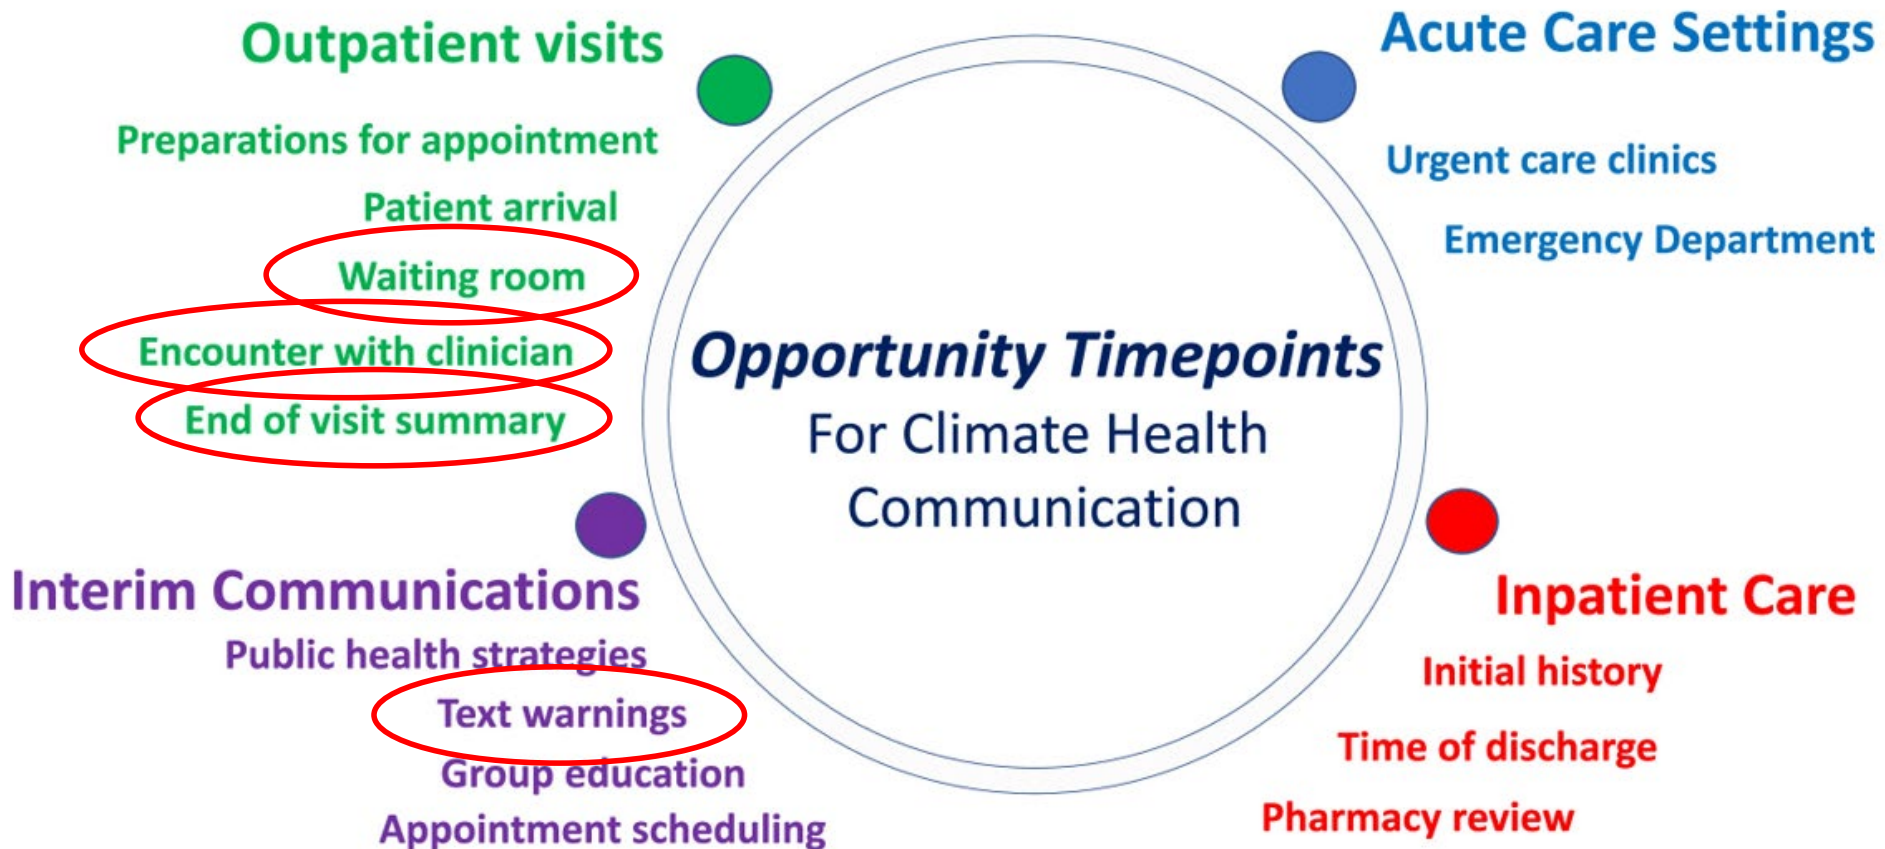 Outpatient visits
Preparations for appointment
Patient arrival
Waiting room
Encounter with clinician
End of visit summary
Acute Care Settings
Urgent care clinics
Emergency Department
Opportunity Timepoints
For Climate Health
Communication
Interim Communications
Public health strategies
Text warnings
Group education
Appointment scheduling
Inpatient Care
Initial history
Time of discharge
Pharmacy review